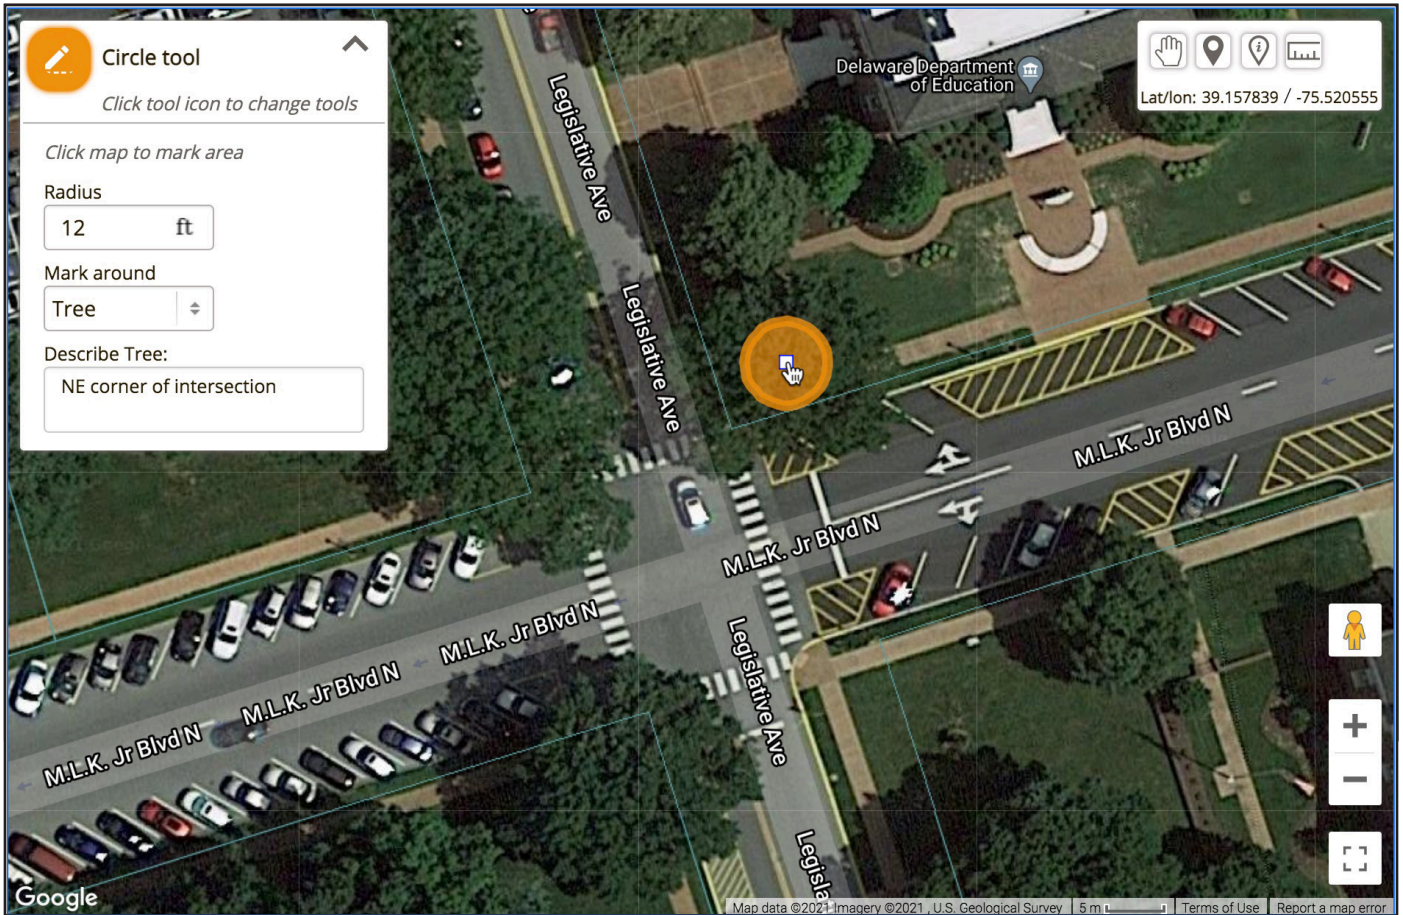 Circle tool
Click tool icon to change tools
Click map to mark area
Radius
12 ft
Mark around
Tree
Describe Tree:
NE corner of intersection
Delaware Department
of Education
Lat/lon: 39.157839 / -75.520555
Legislative Ave
Legislative Ave
M.L.K. Jr Blvd N
M.L.K. Jr Blvd N
M.L.K. Jr Blvd N
M.L.K. Jr Blvd N
M.L.K. Jr Blvd N
Legislative Ave
Legisla
Google
Map data ©2021 Imagery ©2021 , U.S. Geological Survey
5 m
Terms of Use
Report a map error